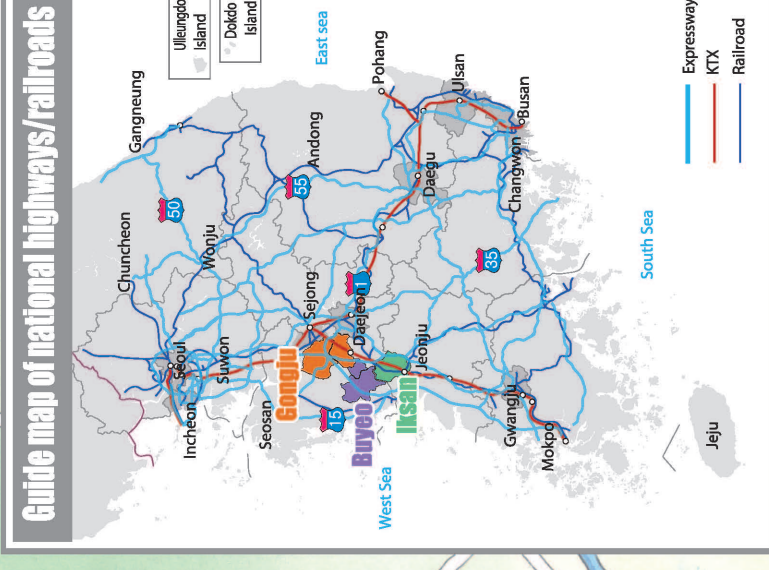 Guide map of national highways/railroads
Ulleungdo
Island
Dokdo
Island
Gangneung
East sea
Chuncheon
50
Seoul
Incheon
Wonju
Suwon
Andong
55
Seosan
Sejong
Gongju
Pohang
15
1
Daejeon
Buyeo
West Sea
Iksan
Jeonju
Daegu
Ulsan
35
Changwon
Busan
Gwangju
Mokpo
South Sea
Jeju
Expressway
KTX
Railroad